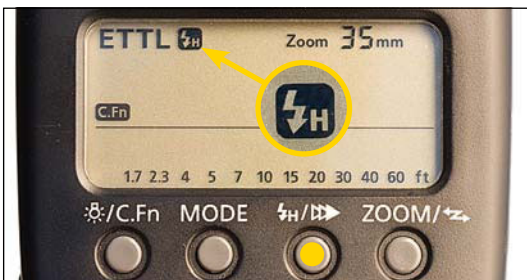 ETTL ⚡H Zoom 35mm
⚡H
C.Fn
1.7 2.3 4 5 7 10 15 20 30 40 60 ft
/C.Fn MODE ⚡H/ ZOOM/